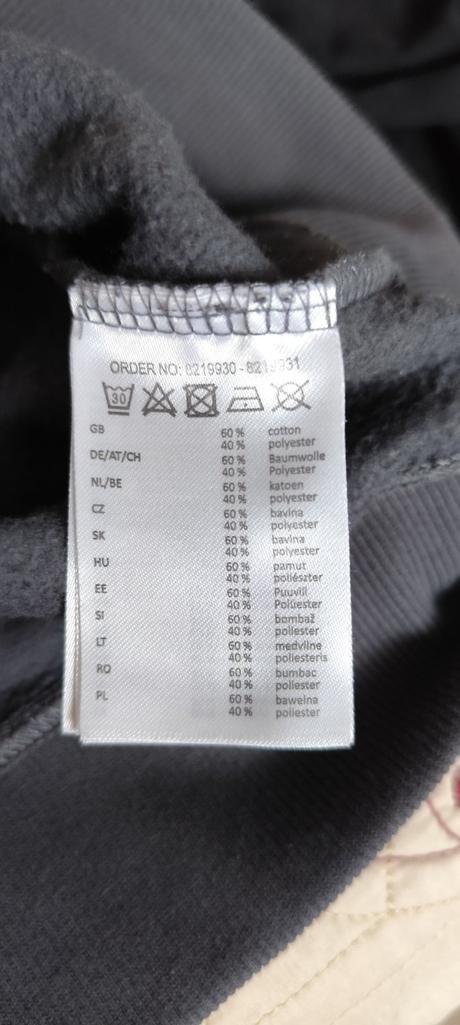 ORDER NO: 8219930 - 8219931
30
GB 60 % cotton
40 % polyester
DE/AT/CH 60 % Baumwolle
40 % Polyester
NL/BE 60 % katoen
40 % polyester
CZ 60 % bavlna
40 % polyester
SK 60 % bavlna
40 % polyester
HU 60 % pamut
40 % poliészter
EE 60 % Puuvill
40 % Polüester
SI 60 % bombaž
40 % poliester
LT 60 % medvilnė
40 % poliesteris
RO 60 % bumbac
40 % poliester
PL 60 % bawełna
40 % poliester